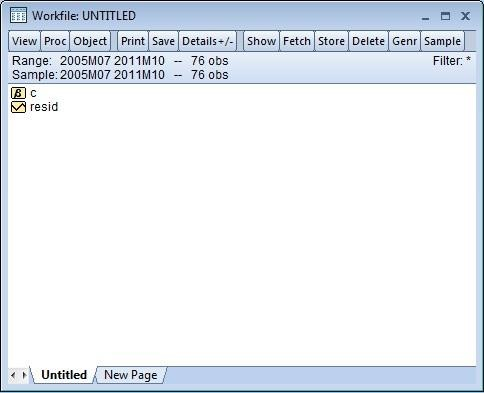 Workfile: UNTITLED
View Proc Object Print Save Details+/- Show Fetch Store Delete Genr Sample
Range: 2005M07 2011M10 -- 76 obs Filter: *
Sample: 2005M07 2011M10 -- 76 obs
β c
resid
Untitled New Page